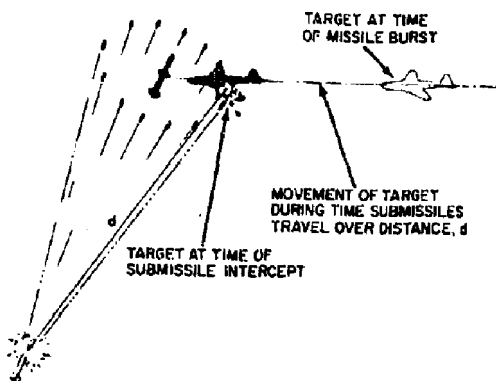 TARGET AT TIME
OF MISSILE BURST
d
MOVEMENT OF TARGET
DURING TIME SUBMISSILES
TRAVEL OVER DISTANCE, d
TARGET AT TIME OF
SUBMISSILE INTERCEPT